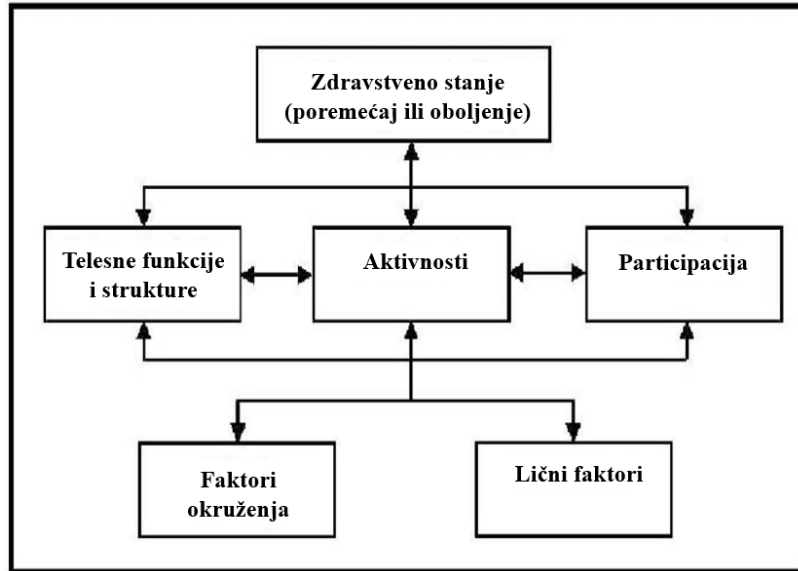 Zdravstveno stanje
(poremećaj ili oboljenje)
Telesne funkcije
i strukture
Aktivnosti
Participacija
Faktori
okruženja
Lični faktori